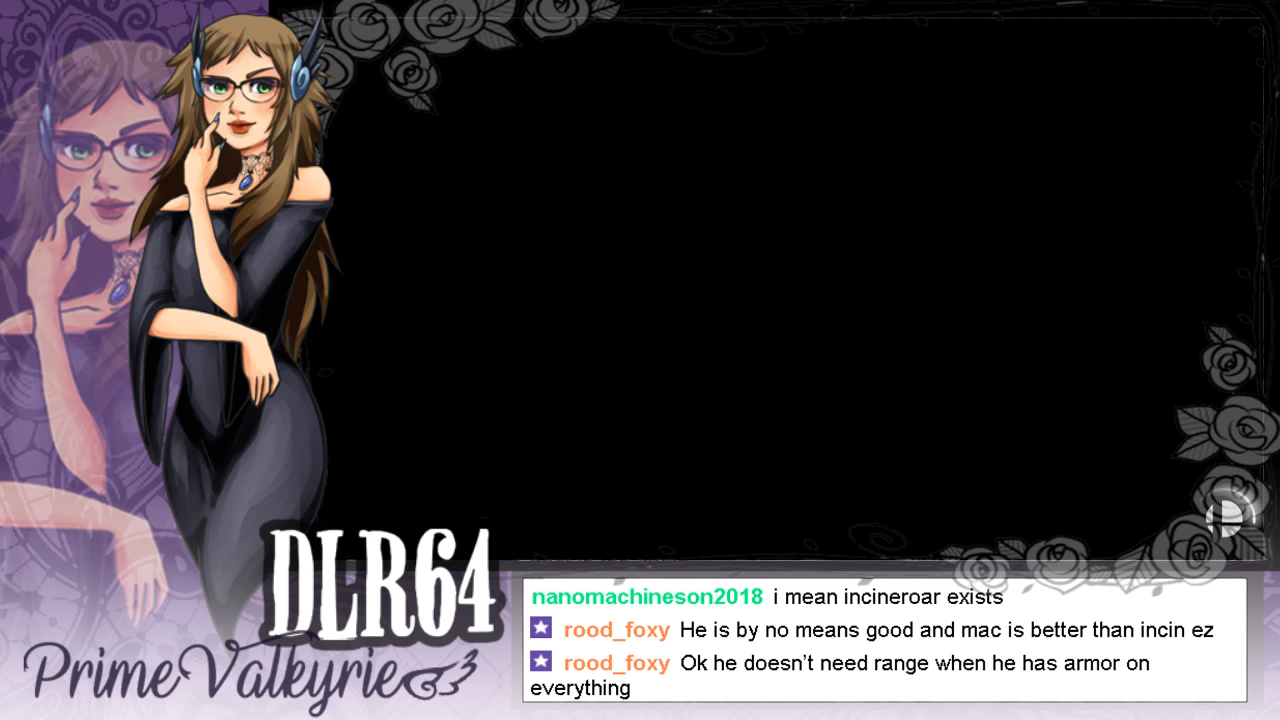 DLR64
PrimeValkyrie
nanomachineson2018 i mean incineroar exists
rood_foxy He is by no means good and mac is better than incin ez
rood_foxy Ok he doesn't need range when he has armor on
everything